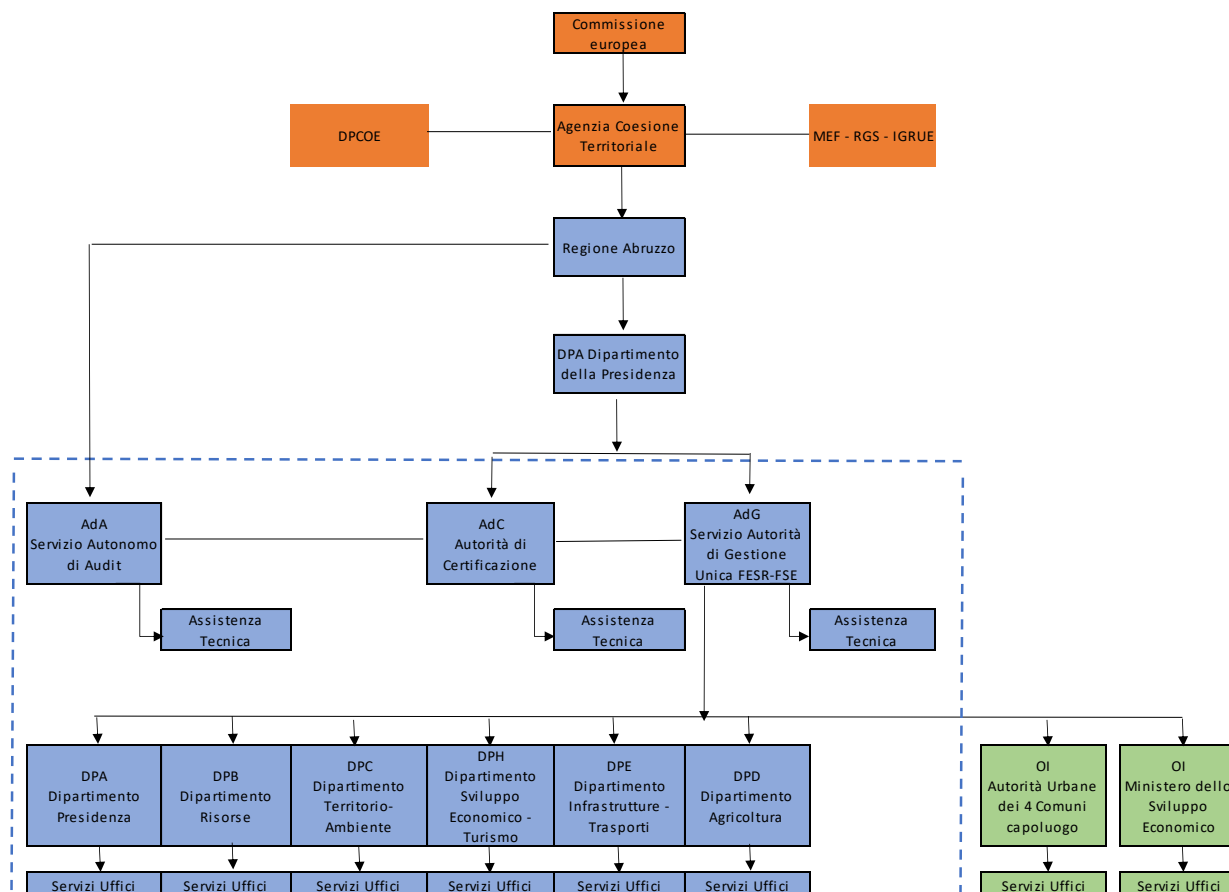 Commissione
europea
DPCOE
Agenzia Coesione
Territoriale
MEF - RGS - IGRUE
Regione Abruzzo
DPA Dipartimento
della Presidenza
AdA
Servizio Autonomo
di Audit
AdC
Autorità di
Certificazione
AdG
Servizio Autorità
di Gestione
Unica FESR-FSE
Assistenza
Tecnica
Assistenza
Tecnica
Assistenza
Tecnica
DPA
Dipartimento
Presidenza
DPB
Dipartimento
Risorse
DPC
Dipartimento
Territorio-
Ambiente
DPH
Dipartimento
Sviluppo
Economico -
Turismo
DPE
Dipartimento
Infrastrutture -
Trasporti
DPD
Dipartimento
Agricoltura
OI
Autorità Urbane
dei 4 Comuni
capoluogo
OI
Ministero dello
Sviluppo
Economico
Servizi Uffici
Servizi Uffici
Servizi Uffici
Servizi Uffici
Servizi Uffici
Servizi Uffici
Servizi Uffici
Servizi Uffici